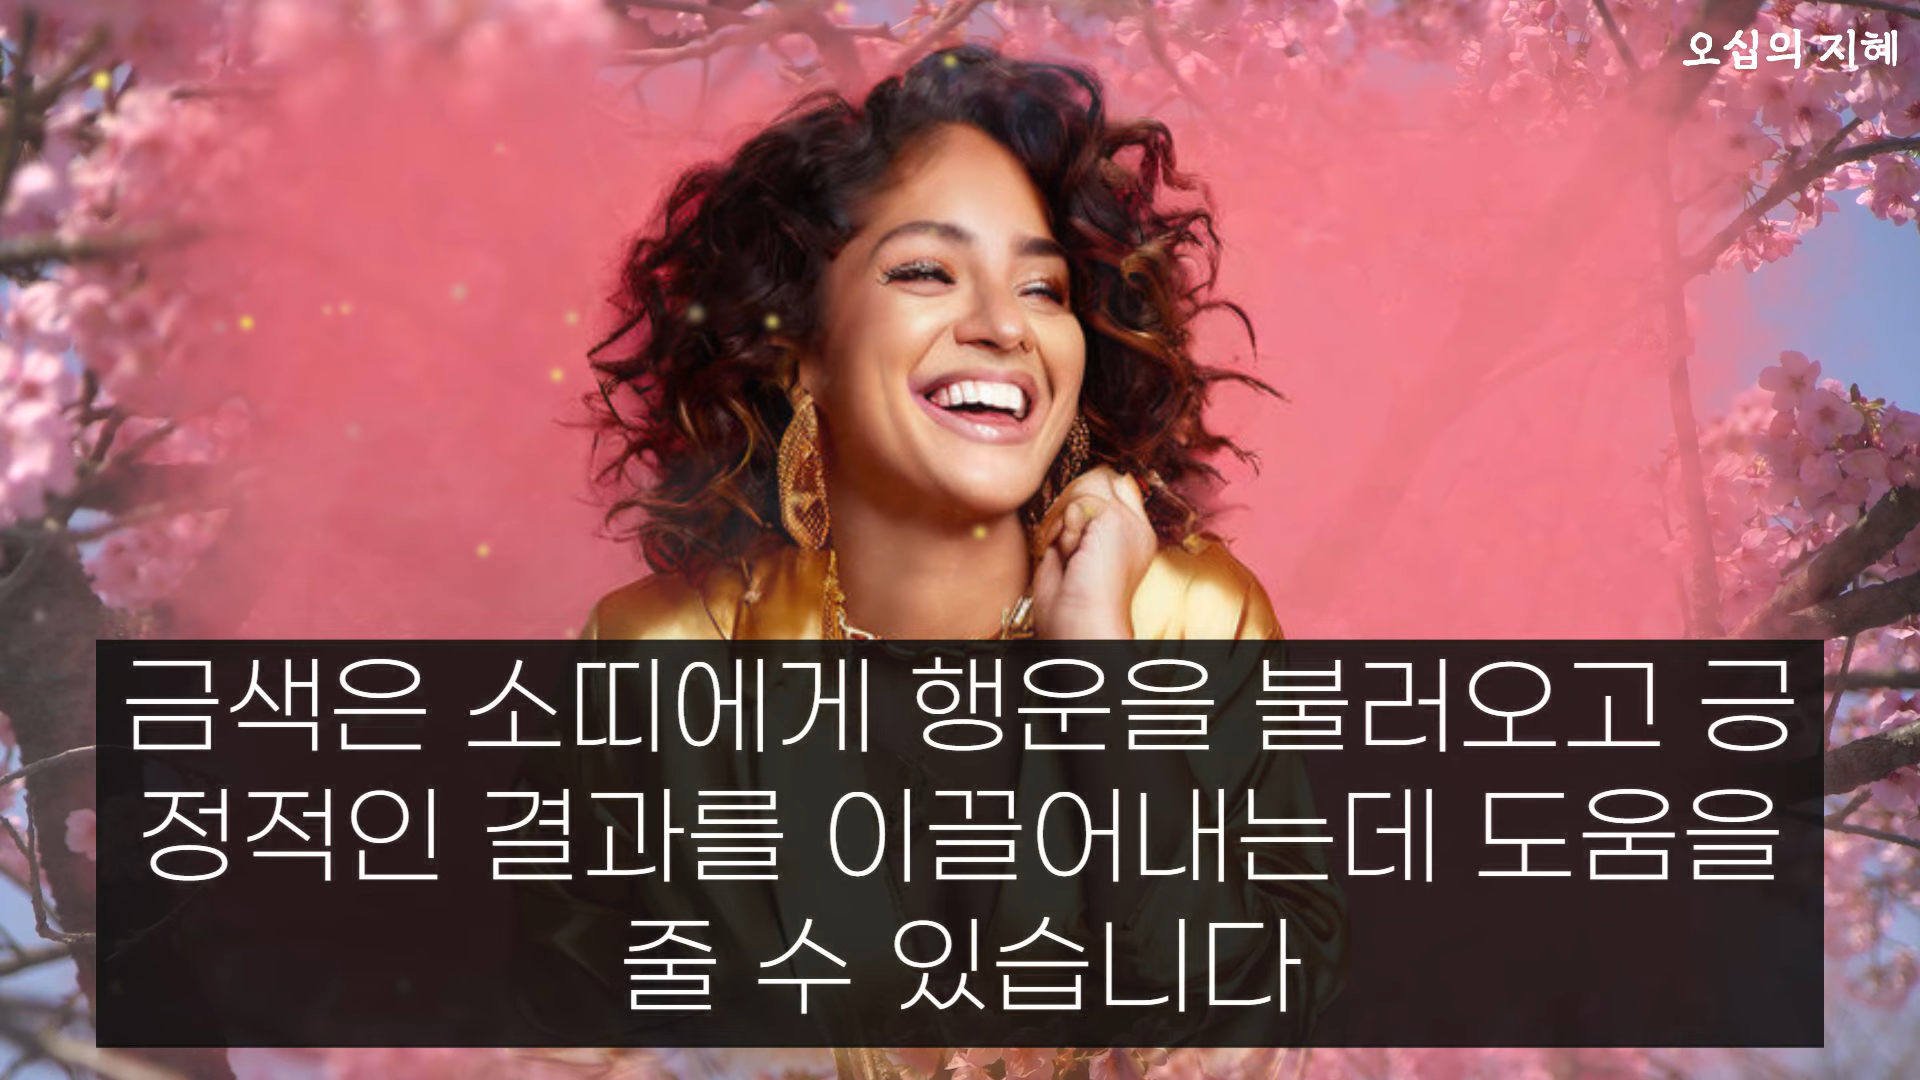 오십의 지혜
금색은 소띠에게 행운을 불러오고 긍
정적인 결과를 이끌어내는데 도움을
줄 수 있습니다